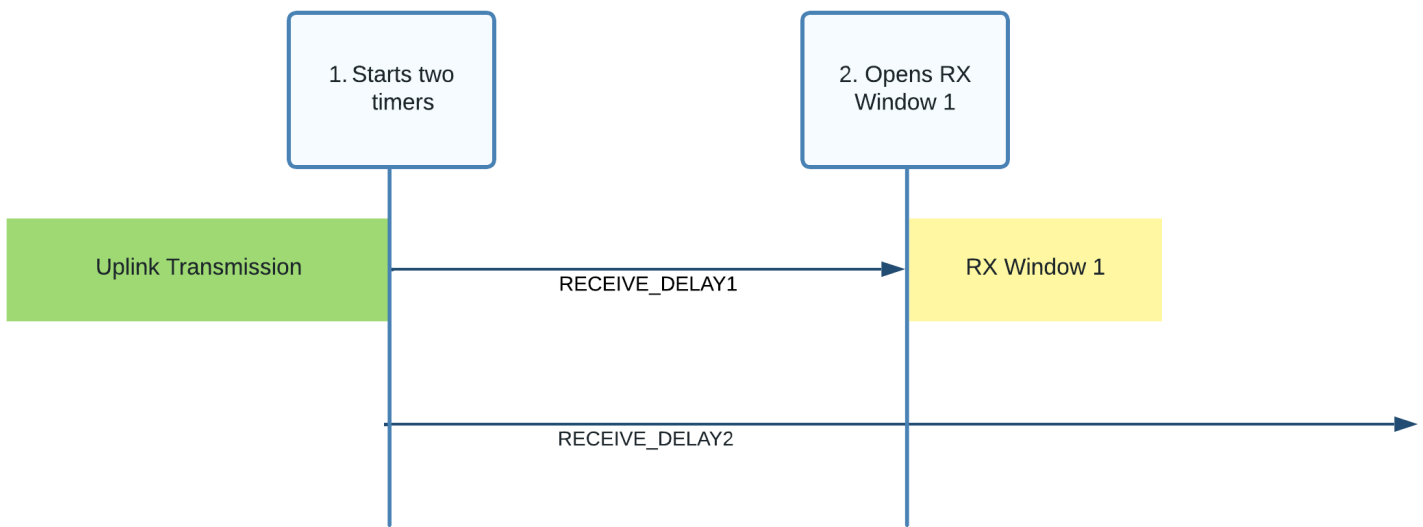 1. Starts two
timers
2. Opens RX
Window 1
Uplink Transmission
RECEIVE_DELAY1
RX Window 1
RECEIVE_DELAY2